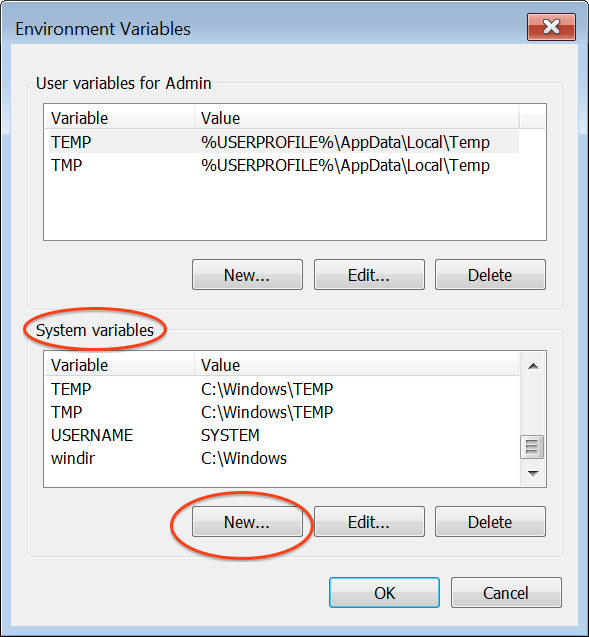 Environment Variables
User variables for Admin
Variable Value
TEMP %USERPROFILE%\AppData\Local\Temp
TMP %USERPROFILE%\AppData\Local\Temp
New... Edit... Delete
System variables
Variable Value
TEMP C:\Windows\TEMP
TMP C:\Windows\TEMP
USERNAME SYSTEM
windir C:\Windows
New... Edit... Delete
OK Cancel